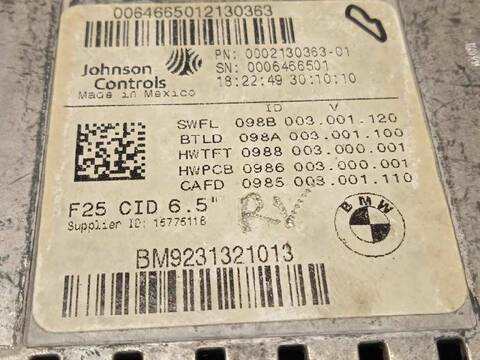 0064665012130363
Johnson
Controls
Made in Mexico
PN: 0002130363-01
SN: 0006466501
18:22:49 30:10:10
ID V
SWFL 098B 003.001.120
BTLD 098A 003.001.100
HWTFT 0988 003.000.001
HWPCB 0986 003.000.001
CAFD 0985 003.001.110
F25 CID 6.5"
Supplier ID: 15775116
BMW
BM9231321013